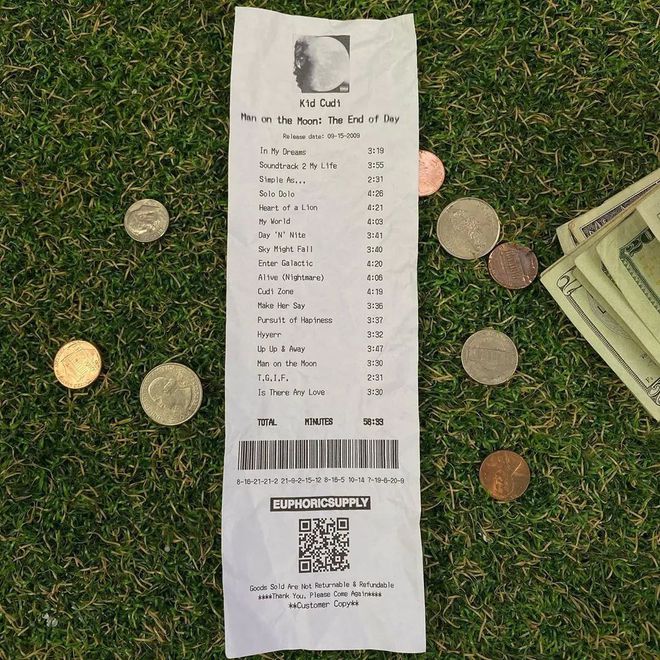 Kid Cudi
Man on the Moon: The End of Day
Release date: 09-15-2009
In My Dreams 3:19
Soundtrack 2 My Life 3:55
Simple As... 2:31
Solo Dolo 4:26
Heart of a Lion 4:21
My World 4:03
Day 'N' Nite 3:41
Sky Might Fall 3:40
Enter Galactic 4:20
Alive (Nightmare) 4:06
Cudi Zone 4:19
Make Her Say 3:36
Pursuit of Hapiness 3:37
Hyyerr 3:32
Up Up & Away 3:47
Man on the Moon 3:30
T.G.I.F. 2:31
Is There Any Love 3:30
TOTAL MINUTES 58:33
8-16-21-21-2 21-9-2-15-12 8-16-5 10-14 7-19-6-20-9
EUPHORICSUPPLY
Goods Sold Are Not Returnable & Refundable
****Thank You, Please Come Again****
**Customer Copy**